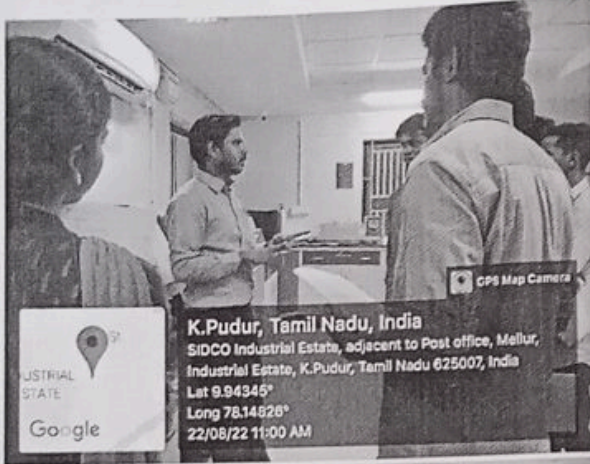 GPS Map Camera
K.Pudur, Tamil Nadu, India
SIDCO Industrial Estate, adjacent to Post office, Mellur,
Industrial Estate, K.Pudur, Tamil Nadu 625007, India
Lat 9.94345°
Long 78.14826°
22/08/22 11:00 AM
USTRIAL
STATE
Google